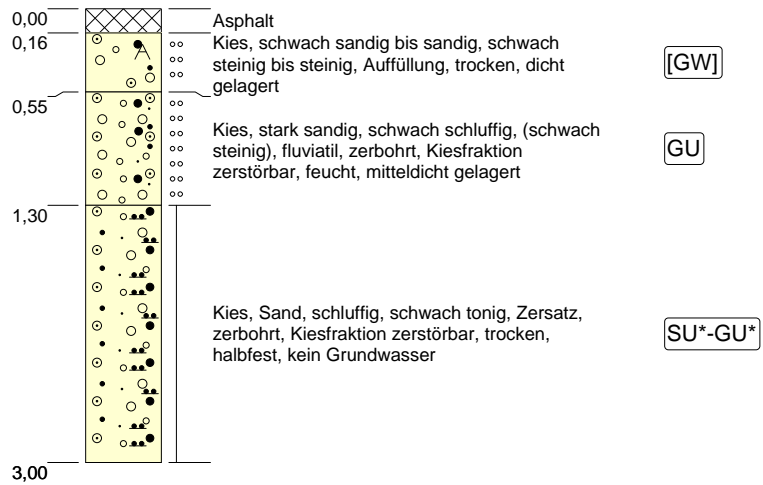 0,00
Asphalt
0,16
Kies, schwach sandig bis sandig, schwach
steinig bis steinig, Auffüllung, trocken, dicht
gelagert
[GW]
A
0,55
Kies, stark sandig, schwach schluffig, (schwach
steinig), fluviatil, zerbohrt, Kiesfraktion
zerstörbar, feucht, mitteldicht gelagert
GU
1,30
Kies, Sand, schluffig, schwach tonig, Zersatz,
zerbohrt, Kiesfraktion zerstörbar, trocken,
halbfest, kein Grundwasser
SU*-GU*
3,00